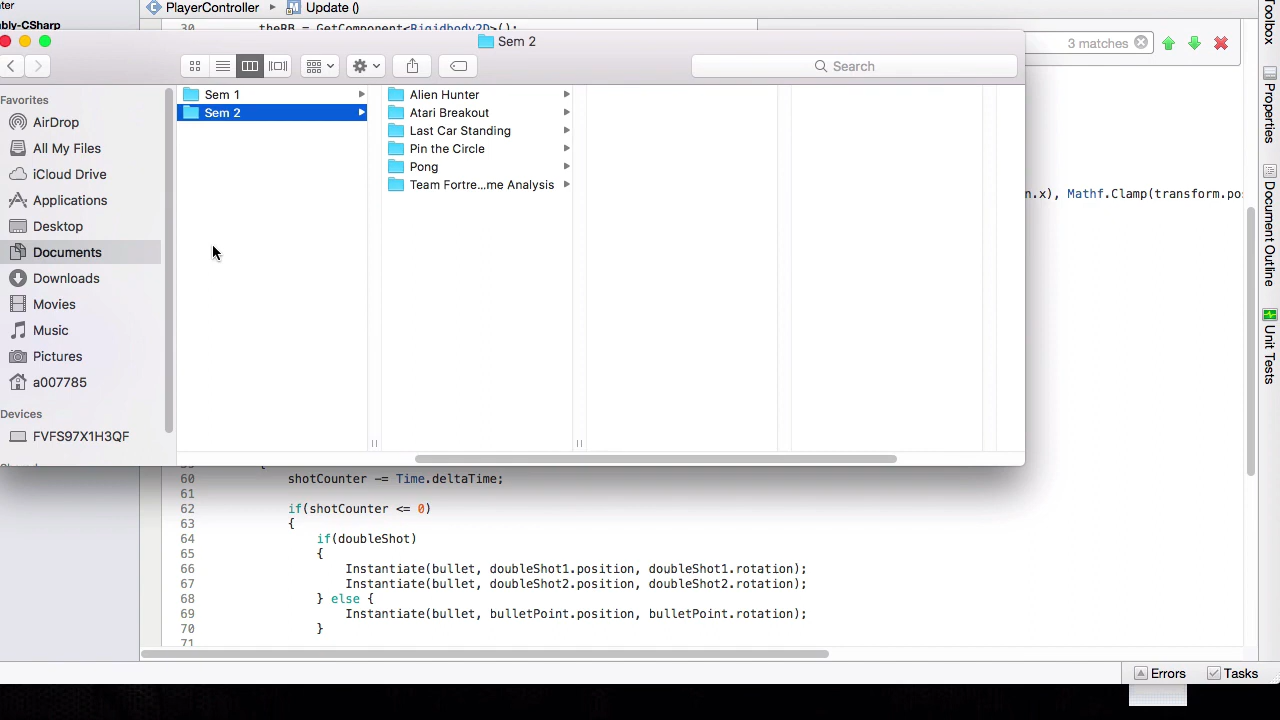 nter
PlayerController
Update ()
bly-CSharp
30
theRB = GetComponent<Rigidbody2D>();
Sem 2
3 matches
Search
Favorites
AirDrop
All My Files
iCloud Drive
Applications
Desktop
Documents
Downloads
Movies
Music
Pictures
a007785
Devices
FVFS97X1H3QF
Sem 1
Sem 2
Alien Hunter
Atari Breakout
Last Car Standing
Pin the Circle
Pong
Team Fortre...me Analysis
n.x), Mathf.Clamp(transform.pos
Toolbox
Properties
Document Outline
Unit Tests
60 shotCounter -= Time.deltaTime;
61
62 if(shotCounter <= 0)
63 {
64 if(doubleShot)
65 {
66 Instantiate(bullet, doubleShot1.position, doubleShot1.rotation);
67 Instantiate(bullet, doubleShot2.position, doubleShot2.rotation);
68 } else {
69 Instantiate(bullet, bulletPoint.position, bulletPoint.rotation);
70 }
71
Errors
Tasks